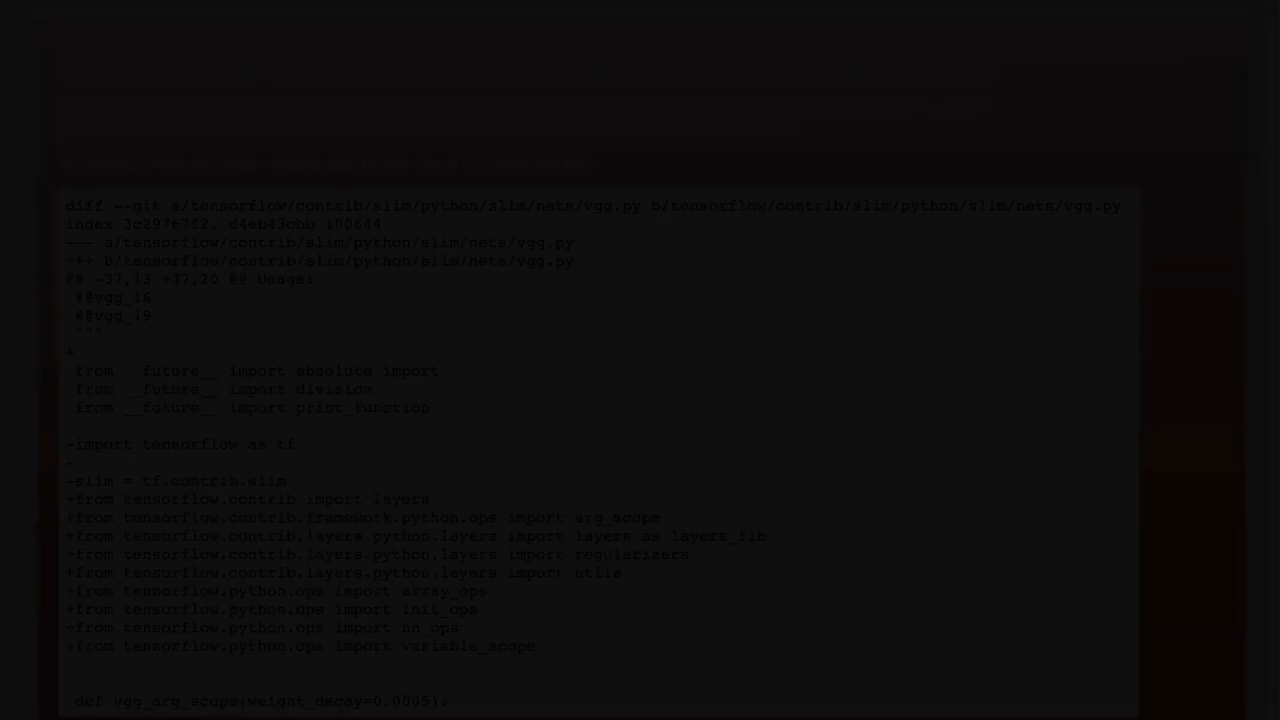 diff --git a/tensorflow/contrib/slim/python/slim/nets/vgg.py b/tensorflow/contrib/slim/python/slim/nets/vgg.py
index 3c29767f2..d4eb43cbb 100644
--- a/tensorflow/contrib/slim/python/slim/nets/vgg.py
+++ b/tensorflow/contrib/slim/python/slim/nets/vgg.py
@@ -37,13 +37,20 @@ Usage:
 @@vgg_16
 @@vgg_19
 """
+
 from __future__ import absolute_import
 from __future__ import division
 from __future__ import print_function
-import tensorflow as tf
-
-slim = tf.contrib.slim
+from tensorflow.contrib import layers
+from tensorflow.contrib.framework.python.ops import arg_scope
+from tensorflow.contrib.layers.python.layers import layers as layers_lib
+from tensorflow.contrib.layers.python.layers import regularizers
+from tensorflow.contrib.layers.python.layers import utils
+from tensorflow.python.ops import array_ops
+from tensorflow.python.ops import init_ops
+from tensorflow.python.ops import nn_ops
+from tensorflow.python.ops import variable_scope
 def vgg_arg_scope(weight_decay=0.0005):